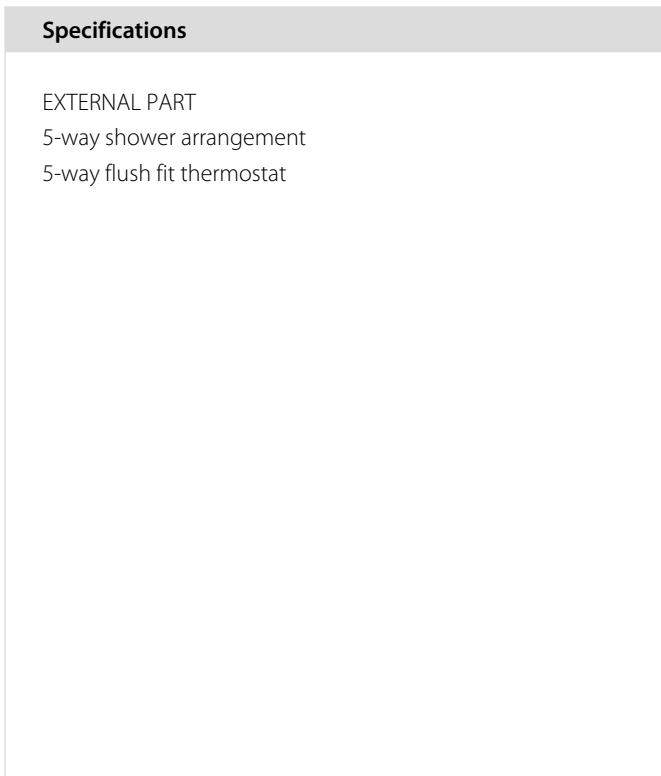 Specifications
EXTERNAL PART
5-way shower arrangement
5-way flush fit thermostat